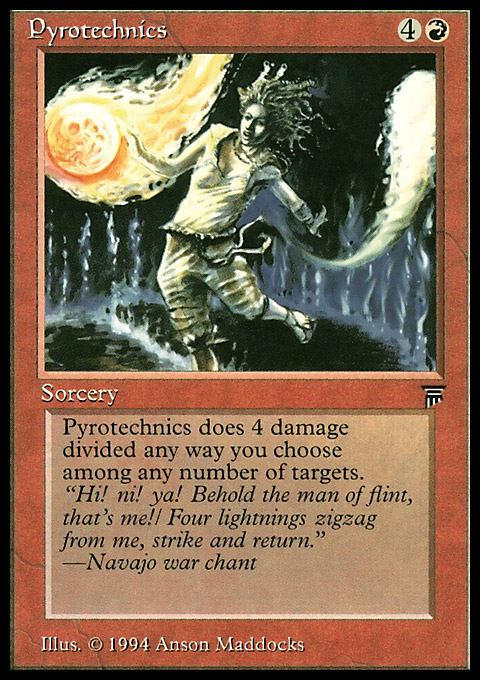 Pyrotechnics 4
Sorcery
Pyrotechnics does 4 damage
divided any way you choose
among any number of targets.
"Hi! ni! ya! Behold the man of flint,
that's me!/ Four lightnings zigzag
from me, strike and return."
—Navajo war chant
Illus. © 1994 Anson Maddocks